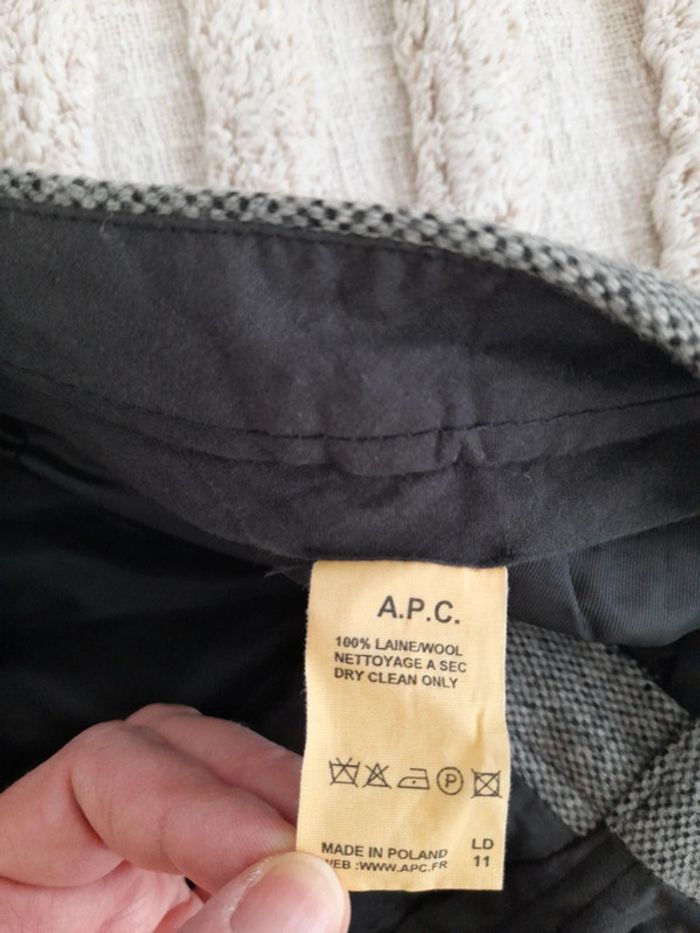 A.P.C.
100% LAINE/WOOL
NETTOYAGE A SEC
DRY CLEAN ONLY
P
MADE IN POLAND
WEB :WWW.APC.FR
LD
11